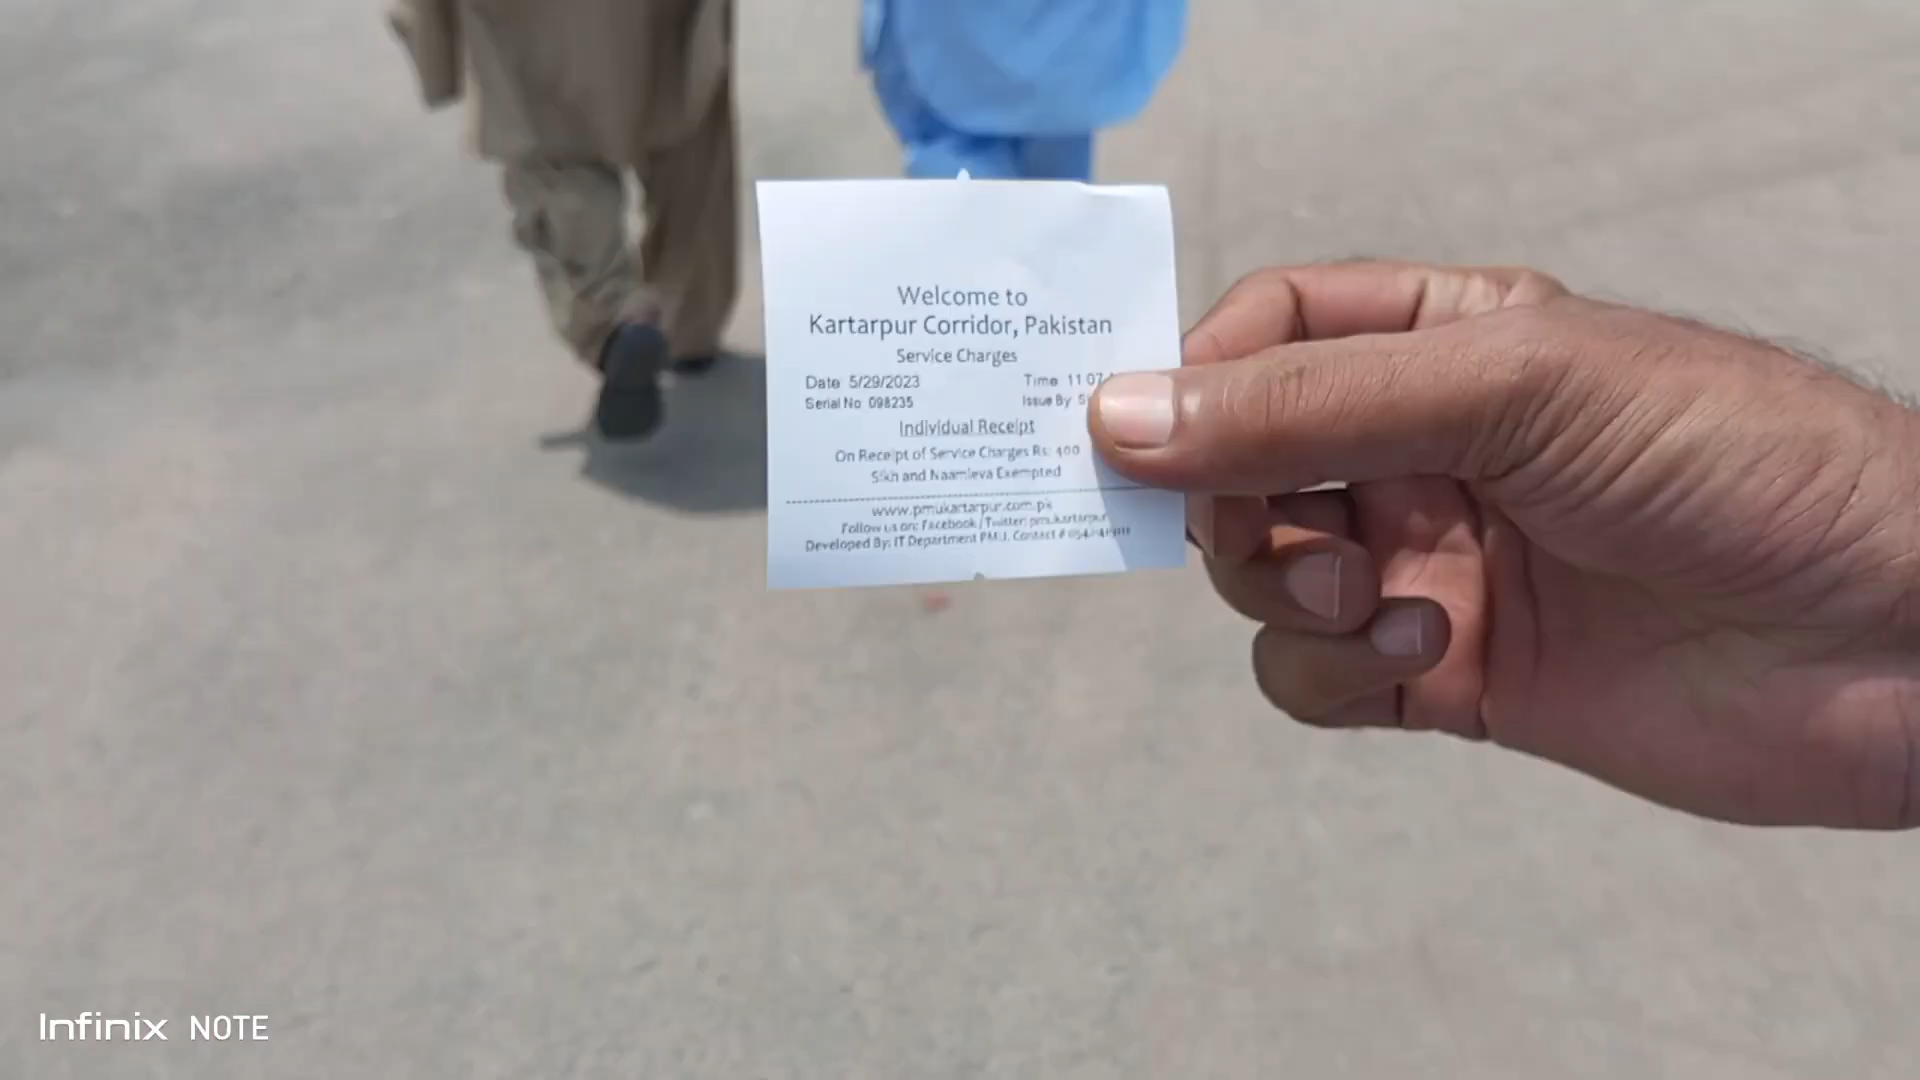 Welcome to
Kartarpur Corridor, Pakistan
Service Charges
Date 5/29/2023 Time 11 07
Serial No 098235 Issue By
Individual Receipt
On Receipt of Service Charges Rs: 400
Sikh and Naamleva Exempted
www.pmukartarpur.com.pk
Follow us on: Facebook / Twitter: pmukartarpur
Developed By: IT Department PMU, Contact #
Infinix NOTE